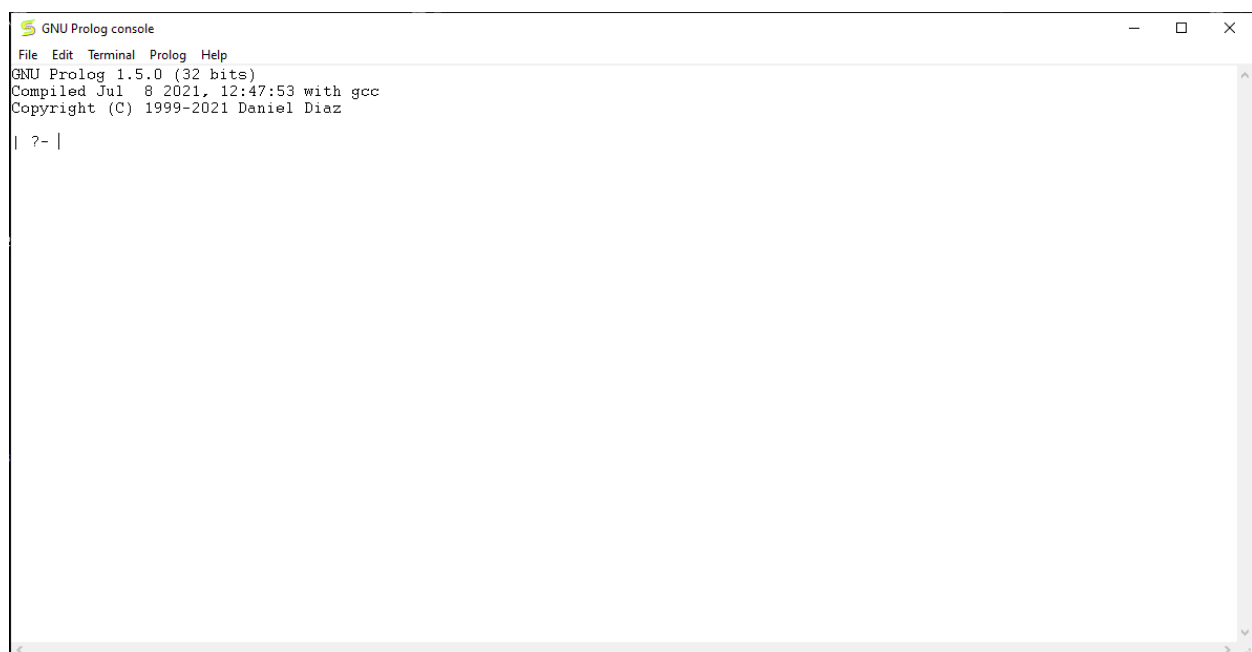 GNU Prolog console
File Edit Terminal Prolog Help
GNU Prolog 1.5.0 (32 bits)
Compiled Jul  8 2021, 12:47:53 with gcc
Copyright (C) 1999-2021 Daniel Diaz
| ?-